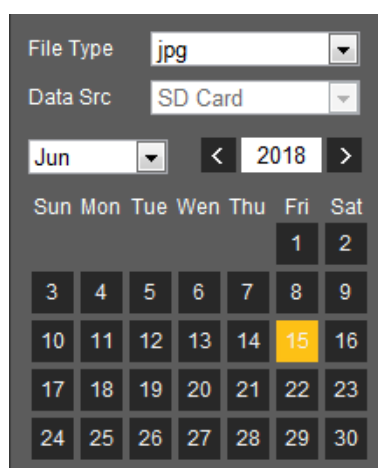 File Type jpg
Data Src SD Card
Jun < 2018 >
Sun Mon Tue Wen Thu Fri Sat
1 2
3 4 5 6 7 8 9
10 11 12 13 14 15 16
17 18 19 20 21 22 23
24 25 26 27 28 29 30